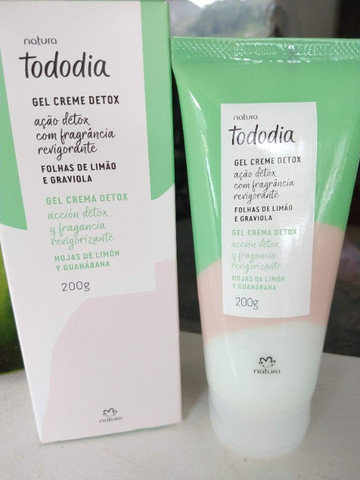 natura
tododia
GEL CREME DETOX
ação detox
com fragrância
revigorante
FOLHAS DE LIMÃO
E GRAVIOLA
GEL CREMA DETOX
acción detox
y fragancia
revigorizante
HOJAS DE LIMÓN
Y GUANÁBANA
200g
natura
natura
tododia
GEL CREME DETOX
ação detox
com fragrância
revigorante
FOLHAS DE LIMÃO
E GRAVIOLA
GEL CREMA DETOX
acción detox
y fragancia
revigorizante
HOJAS DE LIMÓN
Y GUANÁBANA
200g
natura